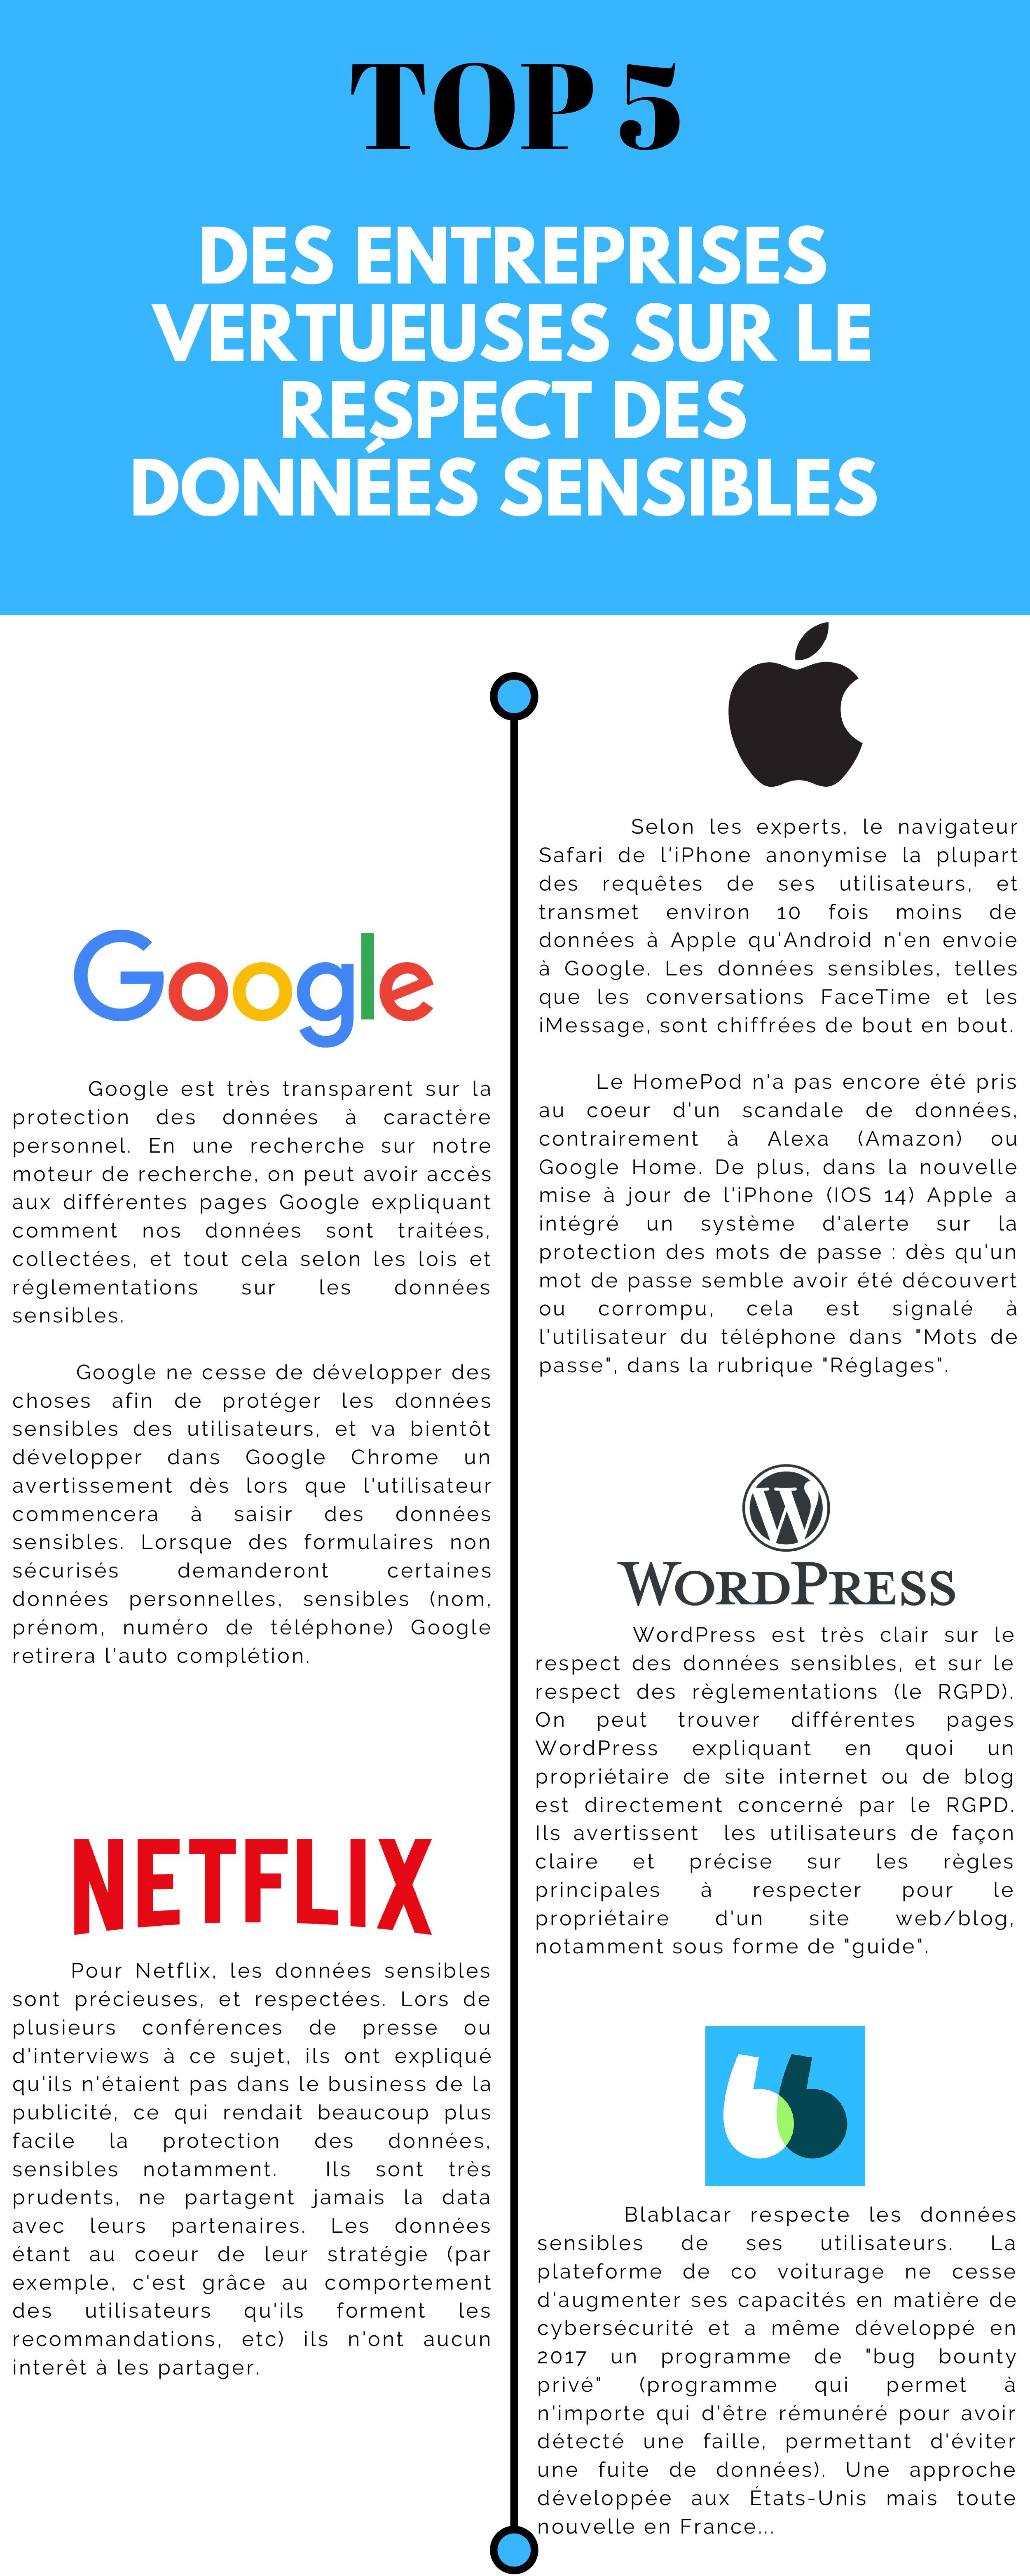 TOP 5
DES ENTREPRISES
VERTUEUSES SUR LE
RESPECT DES
DONNÉES SENSIBLES
Selon les experts, le navigateur
Safari de l'iPhone anonymise la plupart
des requêtes de ses utilisateurs, et
transmet environ 10 fois moins de
données à Apple qu'Android n'en envoie
à Google. Les données sensibles, telles
que les conversations FaceTime et les
iMessage, sont chiffrées de bout en bout.
Le HomePod n'a pas encore été pris
au coeur d'un scandale de données,
contrairement à Alexa (Amazon) ou
Google Home. De plus, dans la nouvelle
mise à jour de l'iPhone (IOS 14) Apple a
intégré un système d'alerte sur la
protection des mots de passe : dès qu'un
mot de passe semble avoir été découvert
ou corrompu, cela est signalé à
l'utilisateur du téléphone dans "Mots de
passe", dans la rubrique "Réglages".
Google
Google est très transparent sur la
protection des données à caractère
personnel. En une recherche sur notre
moteur de recherche, on peut avoir accès
aux différentes pages Google expliquant
comment nos données sont traitées,
collectées, et tout cela selon les lois et
réglementations sur les données
sensibles.
Google ne cesse de développer des
choses afin de protéger les données
sensibles des utilisateurs, et va bientôt
développer dans Google Chrome un
avertissement dès lors que l'utilisateur
commencera à saisir des données
sensibles. Lorsque des formulaires non
sécurisés demanderont certaines
données personnelles, sensibles (nom,
prénom, numéro de téléphone) Google
retirera l'auto complétion.
WORDPRESS
WordPress est très clair sur le
respect des données sensibles, et sur le
respect des règlementations (le RGPD).
On peut trouver différentes pages
WordPress expliquant en quoi un
propriétaire de site internet ou de blog
est directement concerné par le RGPD.
Ils avertissent les utilisateurs de façon
claire et précise sur les règles
principales à respecter pour le
propriétaire d'un site web/blog,
notamment sous forme de "guide".
NETFLIX
Pour Netflix, les données sensibles
sont précieuses, et respectées. Lors de
plusieurs conférences de presse ou
d'interviews à ce sujet, ils ont expliqué
qu'ils n'étaient pas dans le business de la
publicité, ce qui rendait beaucoup plus
facile la protection des données,
sensibles notamment. Ils sont très
prudents, ne partagent jamais la data
avec leurs partenaires. Les données
étant au coeur de leur stratégie (par
exemple, c'est grâce au comportement
des utilisateurs qu'ils forment les
recommandations, etc) ils n'ont aucun
interêt à les partager.
Blablacar respecte les données
sensibles de ses utilisateurs. La
plateforme de co voiturage ne cesse
d'augmenter ses capacités en matière de
cybersécurité et a même développé en
2017 un programme de "bug bounty
privé" (programme qui permet à
n'importe qui d'être rémunéré pour avoir
détecté une faille, permettant d'éviter
une fuite de données). Une approche
développée aux États-Unis mais toute
nouvelle en France...